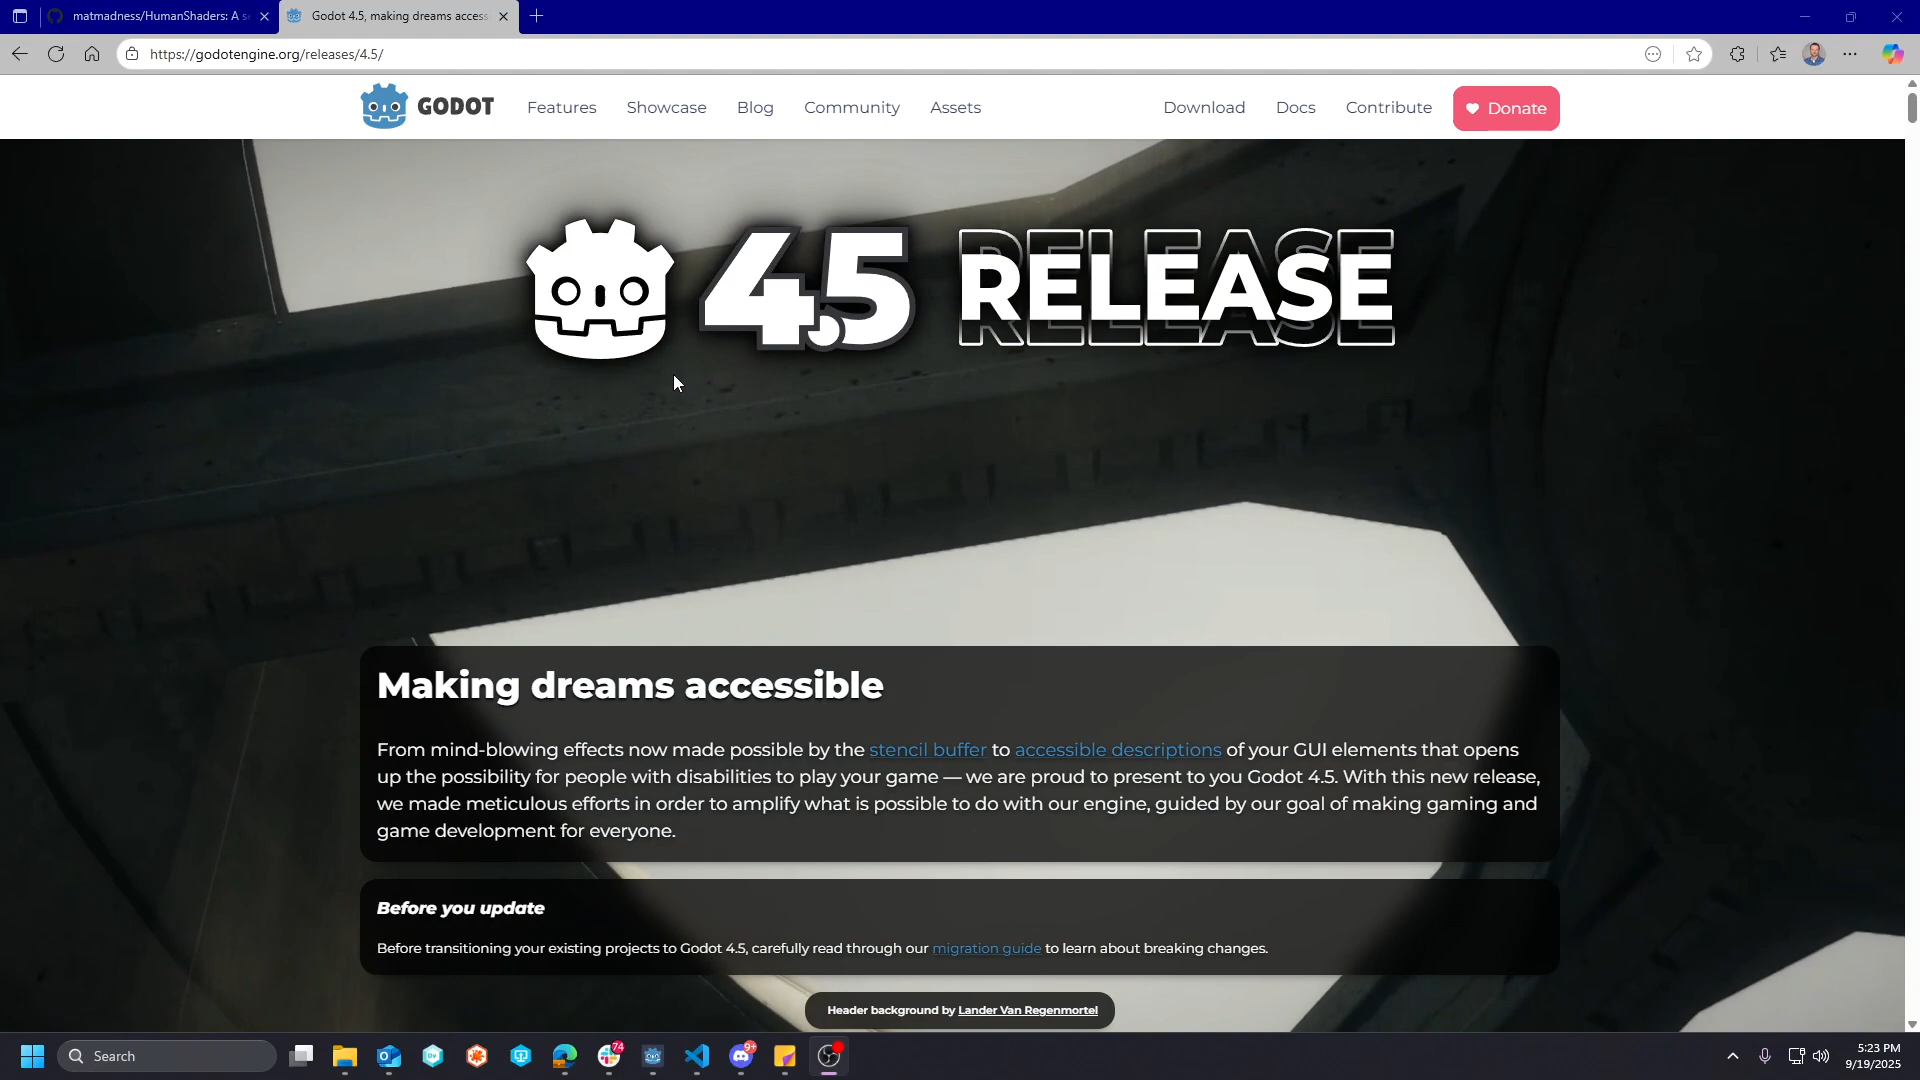 matmadness/HumanShaders: A s
Godot 4.5, making dreams access
https://godotengine.org/releases/4.5/
GODOT
Features
Showcase
Blog
Community
Assets
Download
Docs
Contribute
Donate
4.5 RELEASE
Making dreams accessible
From mind-blowing effects now made possible by the stencil buffer to accessible descriptions of your GUI elements that opens
up the possibility for people with disabilities to play your game — we are proud to present to you Godot 4.5. With this new release,
we made meticulous efforts in order to amplify what is possible to do with our engine, guided by our goal of making gaming and
game development for everyone.
Before you update
Before transitioning your existing projects to Godot 4.5, carefully read through our migration guide to learn about breaking changes.
Header background by Lander Van Regenmortel
Search
74
9+
5:23 PM
9/19/2025